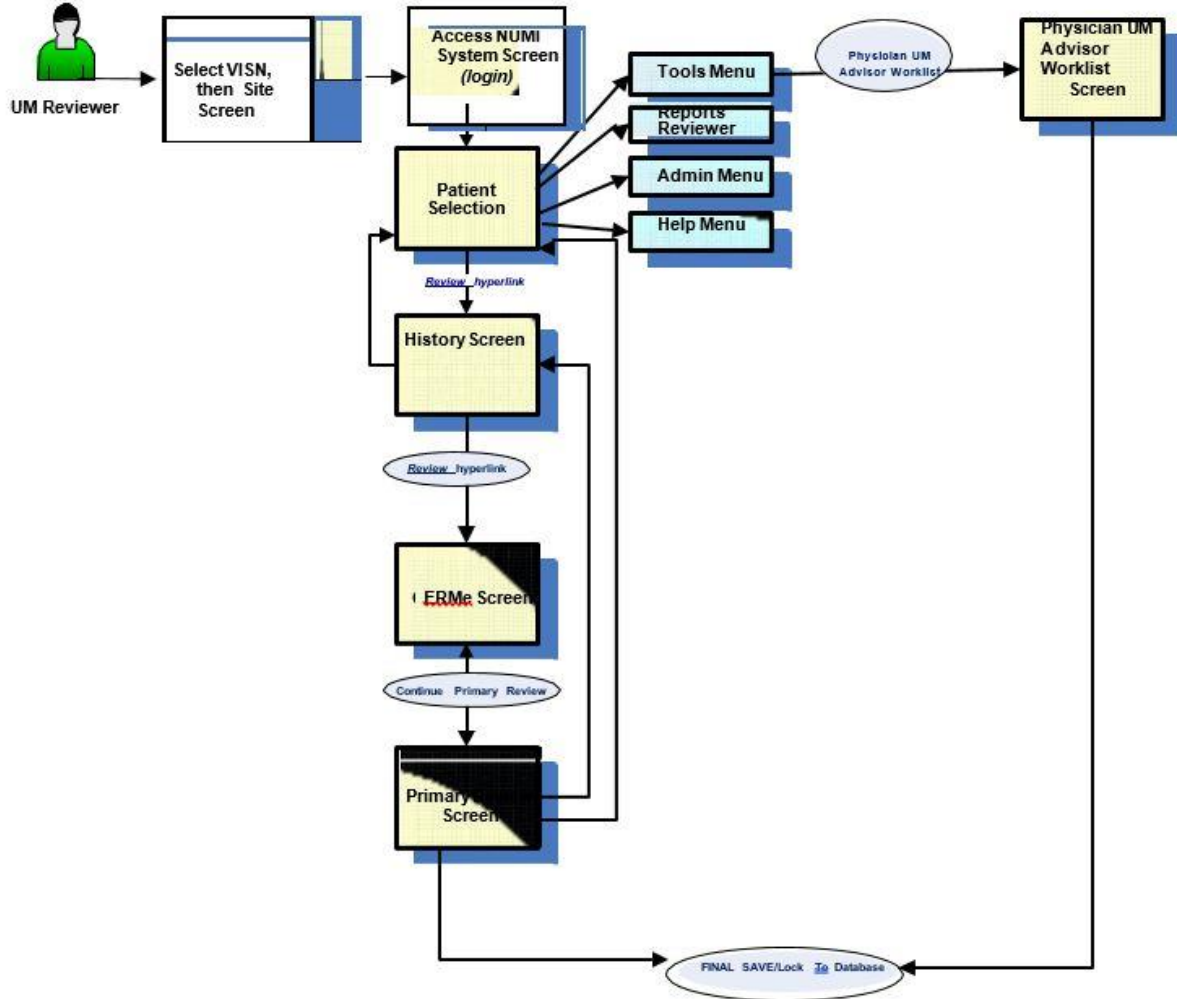 UM Reviewer
Select VISN,
then Site
Screen
Access NUMI
System Screen
(login)
Tools Menu
Reports
Reviewer
Admin Menu
Help Menu
Physician UM
Advisor Worklist
Physician UM
Advisor
Worklist
Screen
Patient
Selection
Review hyperlink
History Screen
Review hyperlink
ERMe Screen
Continue Primary Review
Primary
Screen
FINAL SAVE/Lock To Database